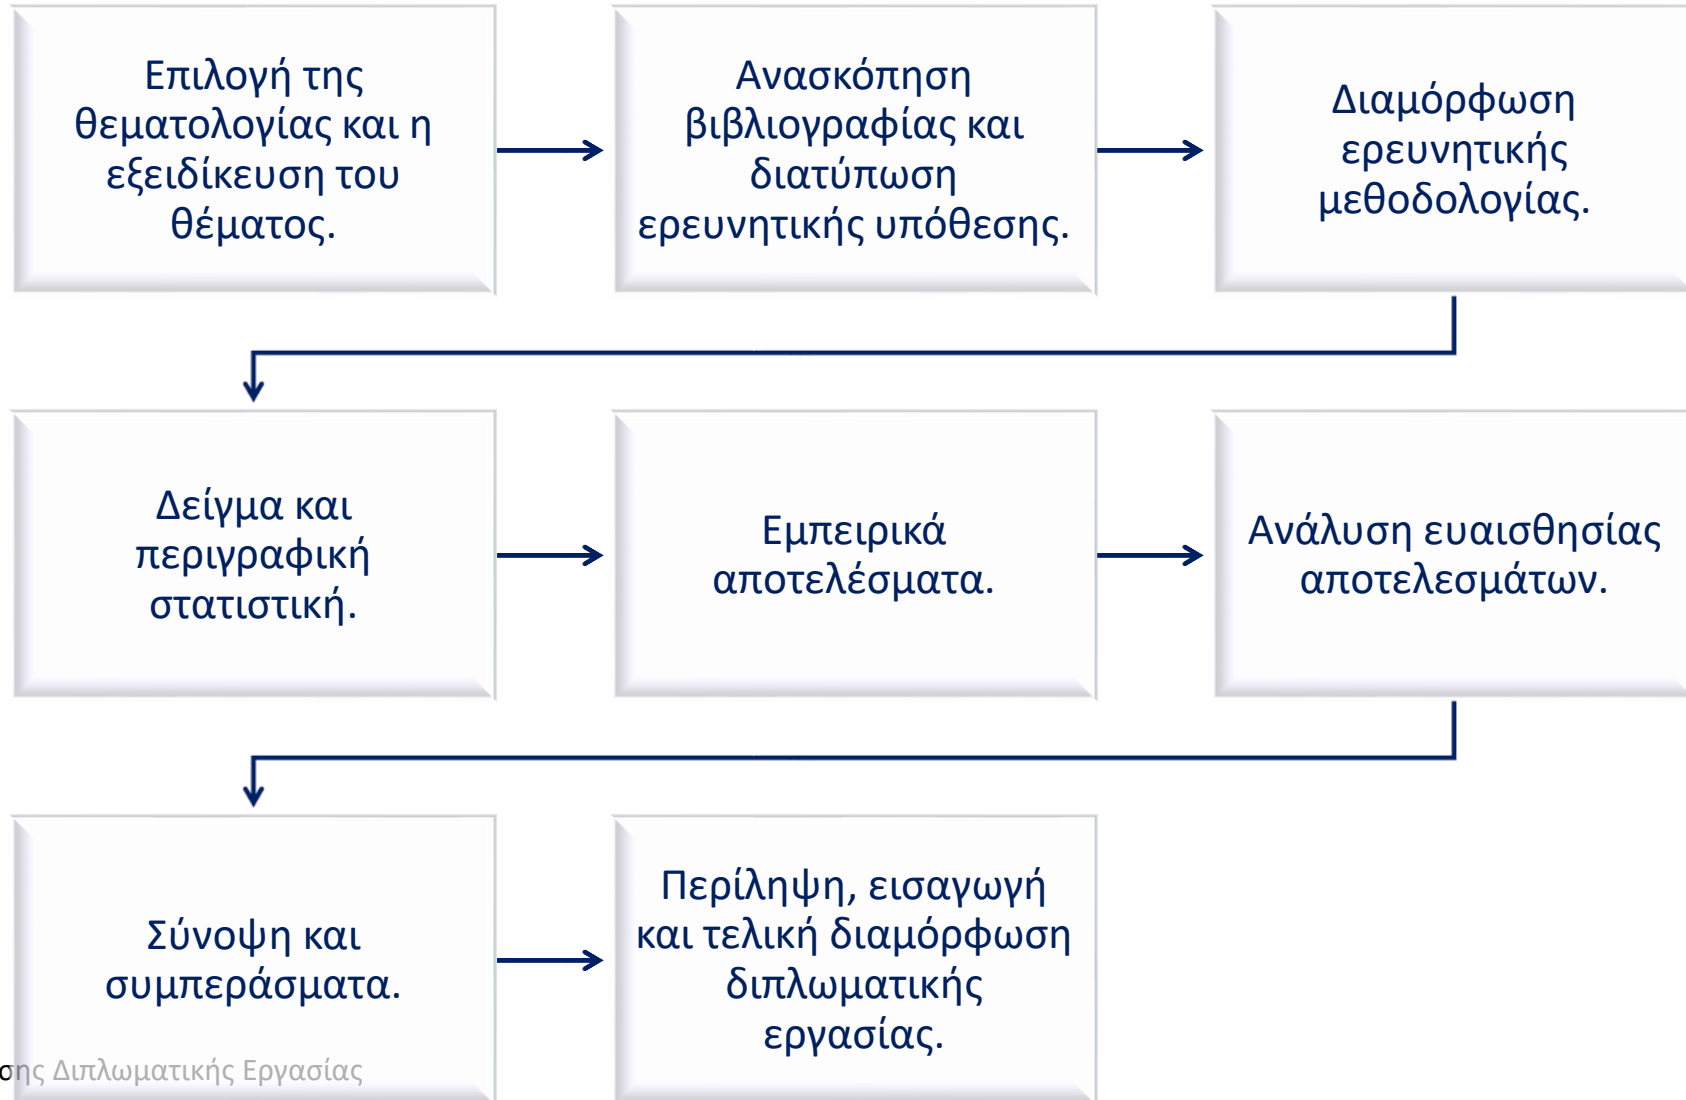 Επιλογή της
θεματολογίας και η
εξειδίκευση του
θέματος.
Ανασκόπηση
βιβλιογραφίας και
διατύπωση
ερευνητικής υπόθεσης.
Διαμόρφωση
ερευνητικής
μεθοδολογίας.
Δείγμα και
περιγραφική
στατιστική.
Εμπειρικά
αποτελέσματα.
Ανάλυση ευαισθησίας
αποτελεσμάτων.
Σύνοψη και
συμπεράσματα.
Περίληψη, εισαγωγή
και τελική διαμόρφωση
διπλωματικής
εργασίας.
σης Διπλωματικής Εργασίας